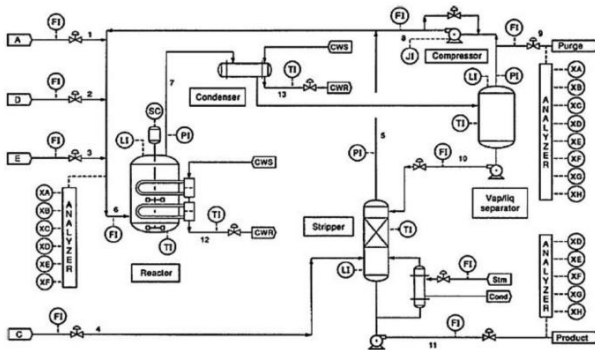 FI
A
1
FI
D
2
FI
E
3
XA
XB
XC
XD
XE
XF
ANALYZER
6
FI
LI
SC
PI
7
TI
Reactor
CWS
TI
12
CWR
Condenser
CWS
TI
13
CWR
FI
8
JI
Compressor
FI
9
Purge
LI
PI
TI
Vap/liq
separator
XA
XB
XC
XD
XE
XF
XG
XH
ANALYZER
5
PI
FI
10
Stripper
TI
LI
FI
Stm
Cond
FI
C
4
FI
11
Product
XD
XE
XF
XG
XH
ANALYZER